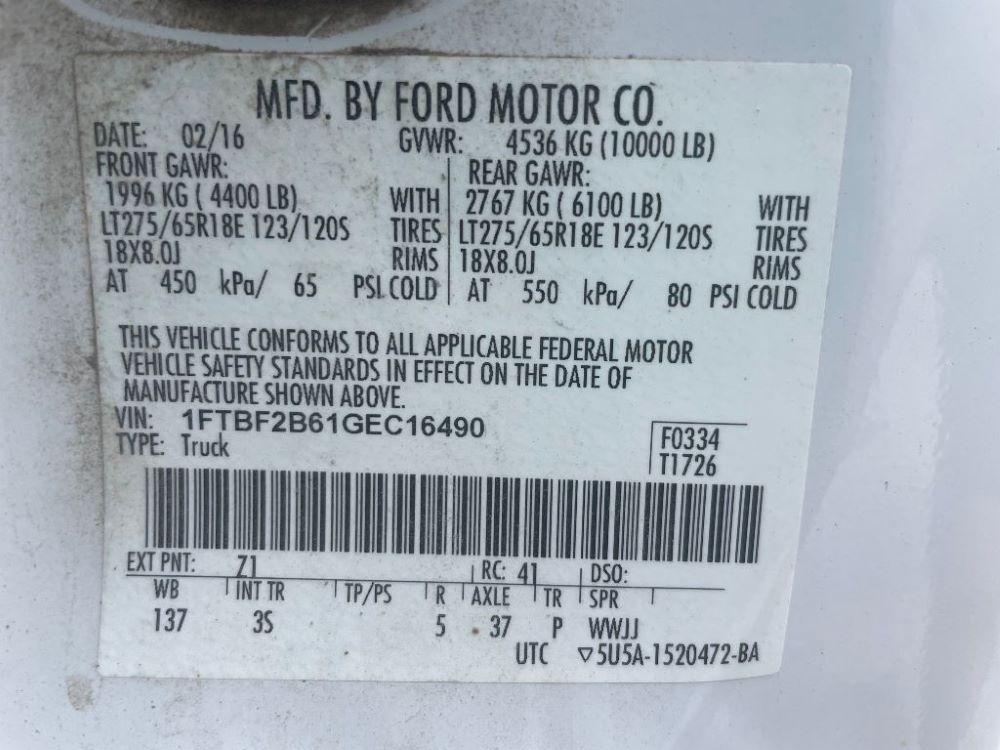 MFD. BY FORD MOTOR CO.
DATE: 02/16 GVWR: 4536 KG (10000 LB)
FRONT GAWR: REAR GAWR:
1996 KG ( 4400 LB) WITH 2767 KG ( 6100 LB) WITH
LT275/65R18E 123/120S TIRES LT275/65R18E 123/120S TIRES
18X8.0J RIMS 18X8.0J RIMS
AT 450 kPa/ 65 PSI COLD AT 550 kPa/ 80 PSI COLD
THIS VEHICLE CONFORMS TO ALL APPLICABLE FEDERAL MOTOR
VEHICLE SAFETY STANDARDS IN EFFECT ON THE DATE OF
MANUFACTURE SHOWN ABOVE.
VIN: 1FTBF2B61GEC16490
TYPE: Truck
F0334
T1726
EXT PNT: Z1 RC: 41 DSO:
WB INT TR TP/PS R AXLE TR SPR
137 3S 5 37 P WWJJ
UTC ▽5U5A-1520472-BA